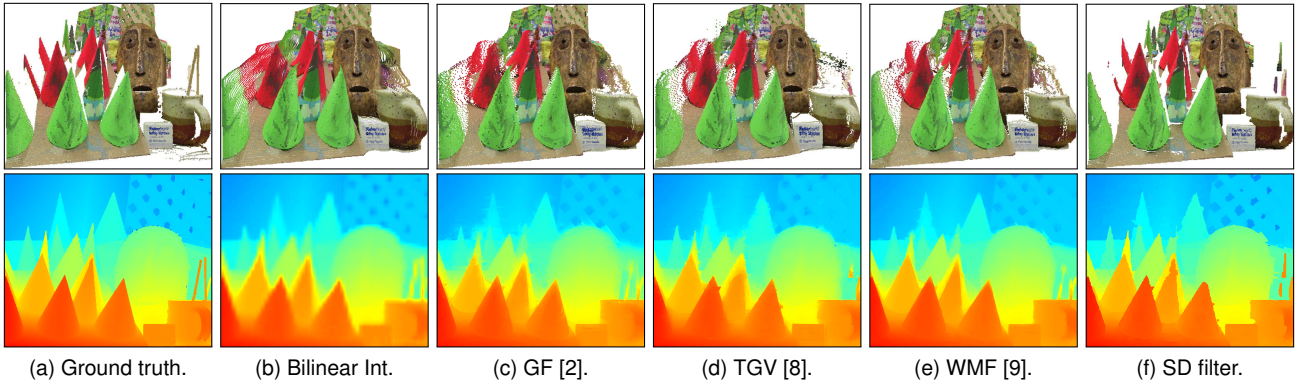 (a) Ground truth.
(b) Bilinear Int.
(c) GF [2].
(d) TGV [8].
(e) WMF [9].
(f) SD filter.